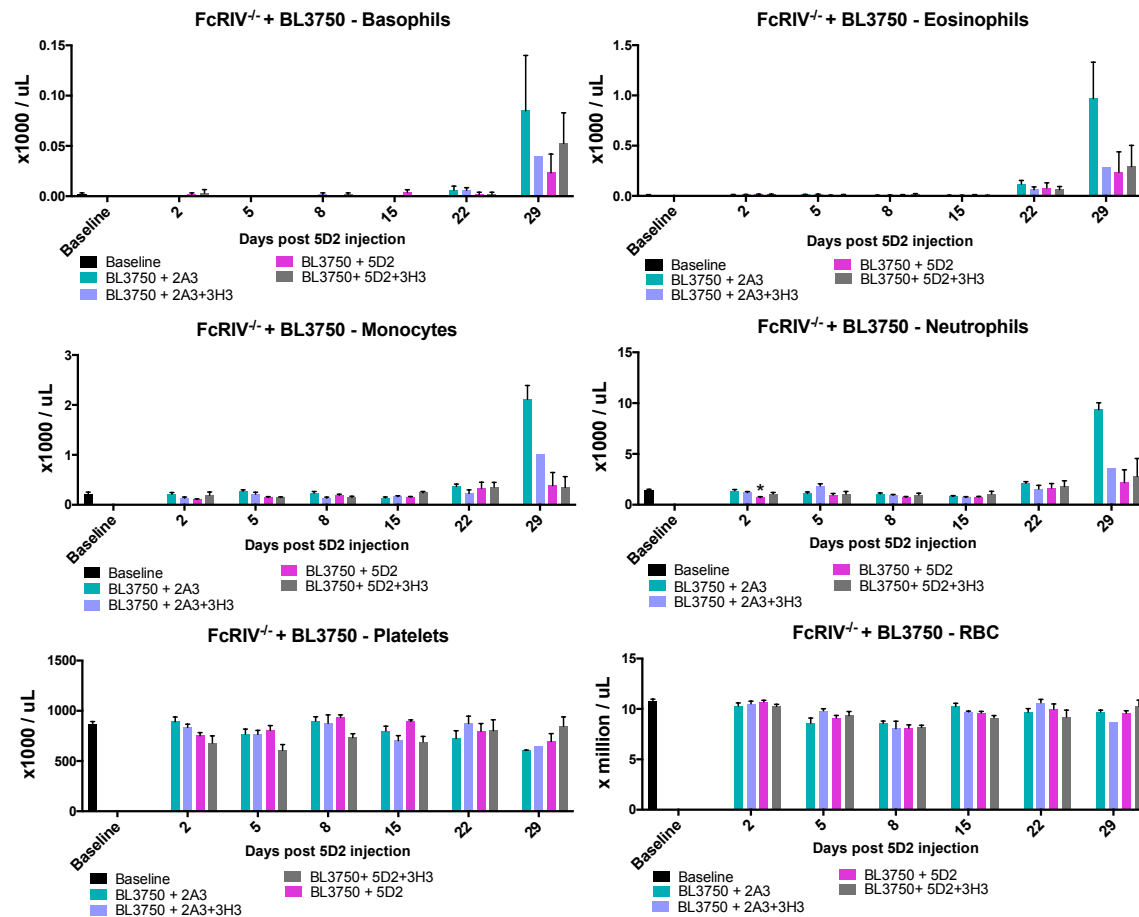 FcRIV-/- + BL3750 - Basophils
x1000 / uL
0.15
0.10
0.05
0.00
Baseline
2
5
8
15
22
29
Days post 5D2 injection
Baseline
BL3750 + 2A3
BL3750 + 2A3+3H3
BL3750 + 5D2
BL3750+ 5D2+3H3
FcRIV-/- + BL3750 - Eosinophils
x1000 / uL
1.5
1.0
0.5
0.0
Baseline
2
5
8
15
22
29
Days post 5D2 injection
Baseline
BL3750 + 2A3
BL3750 + 2A3+3H3
BL3750 + 5D2
BL3750+ 5D2+3H3
FcRIV-/- + BL3750 - Monocytes
x1000 / uL
3
2
1
0
Baseline
2
5
8
15
22
29
Days post 5D2 injection
Baseline
BL3750 + 2A3
BL3750 + 2A3+3H3
BL3750 + 5D2
BL3750+ 5D2+3H3
FcRIV-/- + BL3750 - Neutrophils
x1000 / uL
15
10
5
0
*
Baseline
2
5
8
15
22
29
Days post 5D2 injection
Baseline
BL3750 + 2A3
BL3750 + 2A3+3H3
BL3750 + 5D2
BL3750+ 5D2+3H3
FcRIV-/- + BL3750 - Platelets
x1000 / uL
1500
1000
500
0
Baseline
2
5
8
15
22
29
Days post 5D2 injection
Baseline
BL3750 + 2A3
BL3750 + 2A3+3H3
BL3750+ 5D2+3H3
BL3750 + 5D2
FcRIV-/- + BL3750 - RBC
x million / uL
15
10
5
0
Baseline
2
5
8
15
22
29
Days post 5D2 injection
Baseline
BL3750 + 2A3
BL3750 + 2A3+3H3
BL3750 + 5D2
BL3750+ 5D2+3H3